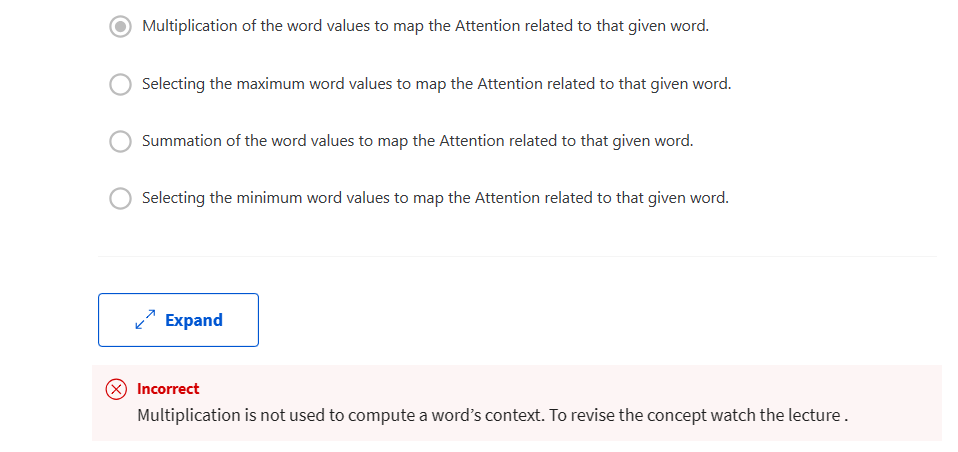 Multiplication of the word values to map the Attention related to that given word.
Selecting the maximum word values to map the Attention related to that given word.
Summation of the word values to map the Attention related to that given word.
Selecting the minimum word values to map the Attention related to that given word.
Expand
Incorrect
Multiplication is not used to compute a word’s context. To revise the concept watch the lecture .